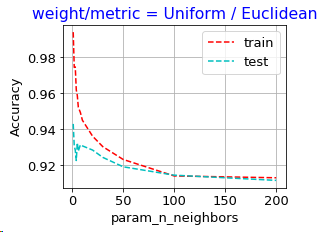 weight/metric = Uniform / Euclidean
train
test
0.98
0.96
0.94
0.92
Accuracy
0
50
100
150
200
param_n_neighbors